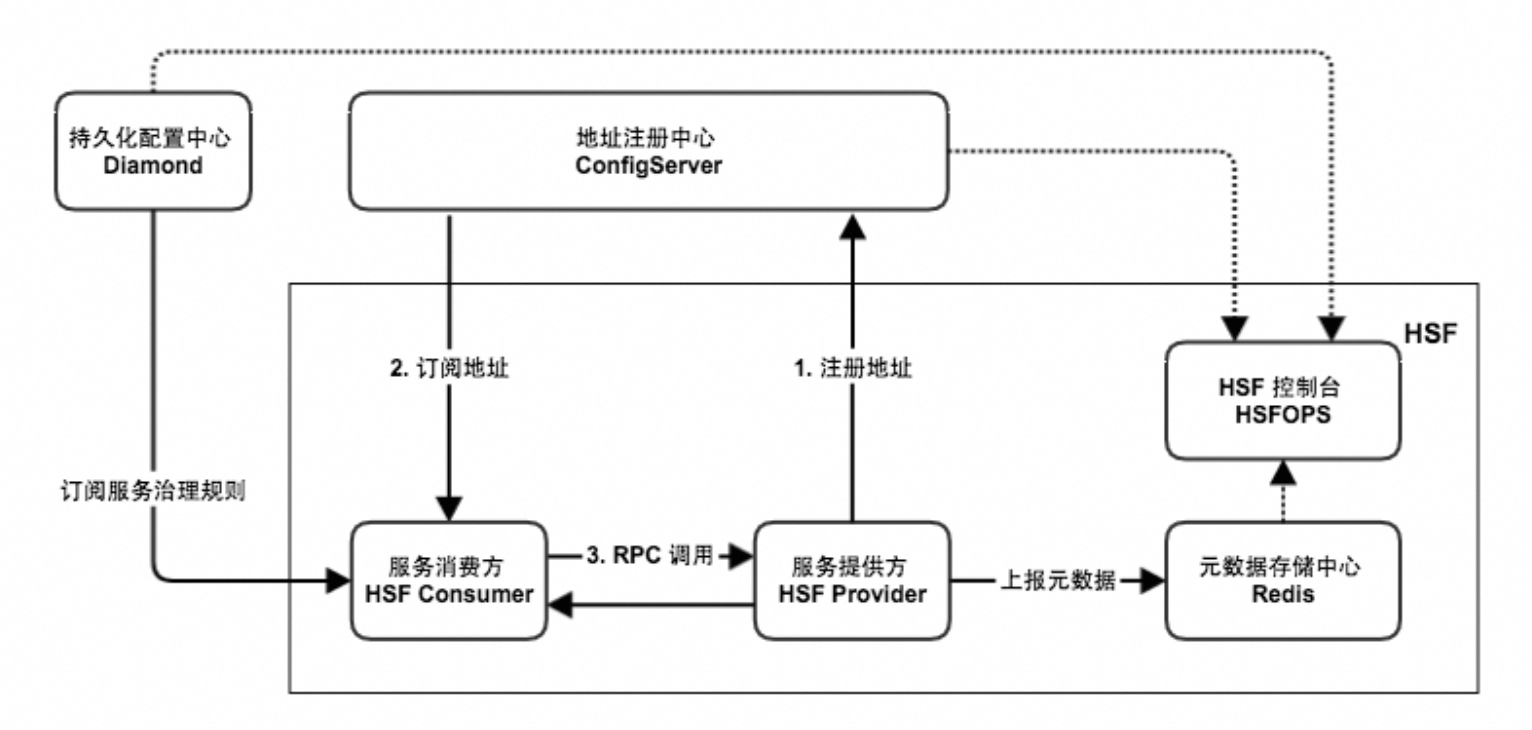 持久化配置中心
Diamond
地址注册中心
ConfigServer
HSF
2. 订阅地址
1. 注册地址
HSF 控制台
HSFOPS
订阅服务治理规则
服务消费方
HSF Consumer
3. RPC 调用
服务提供方
HSF Provider
上报元数据
元数据存储中心
Redis